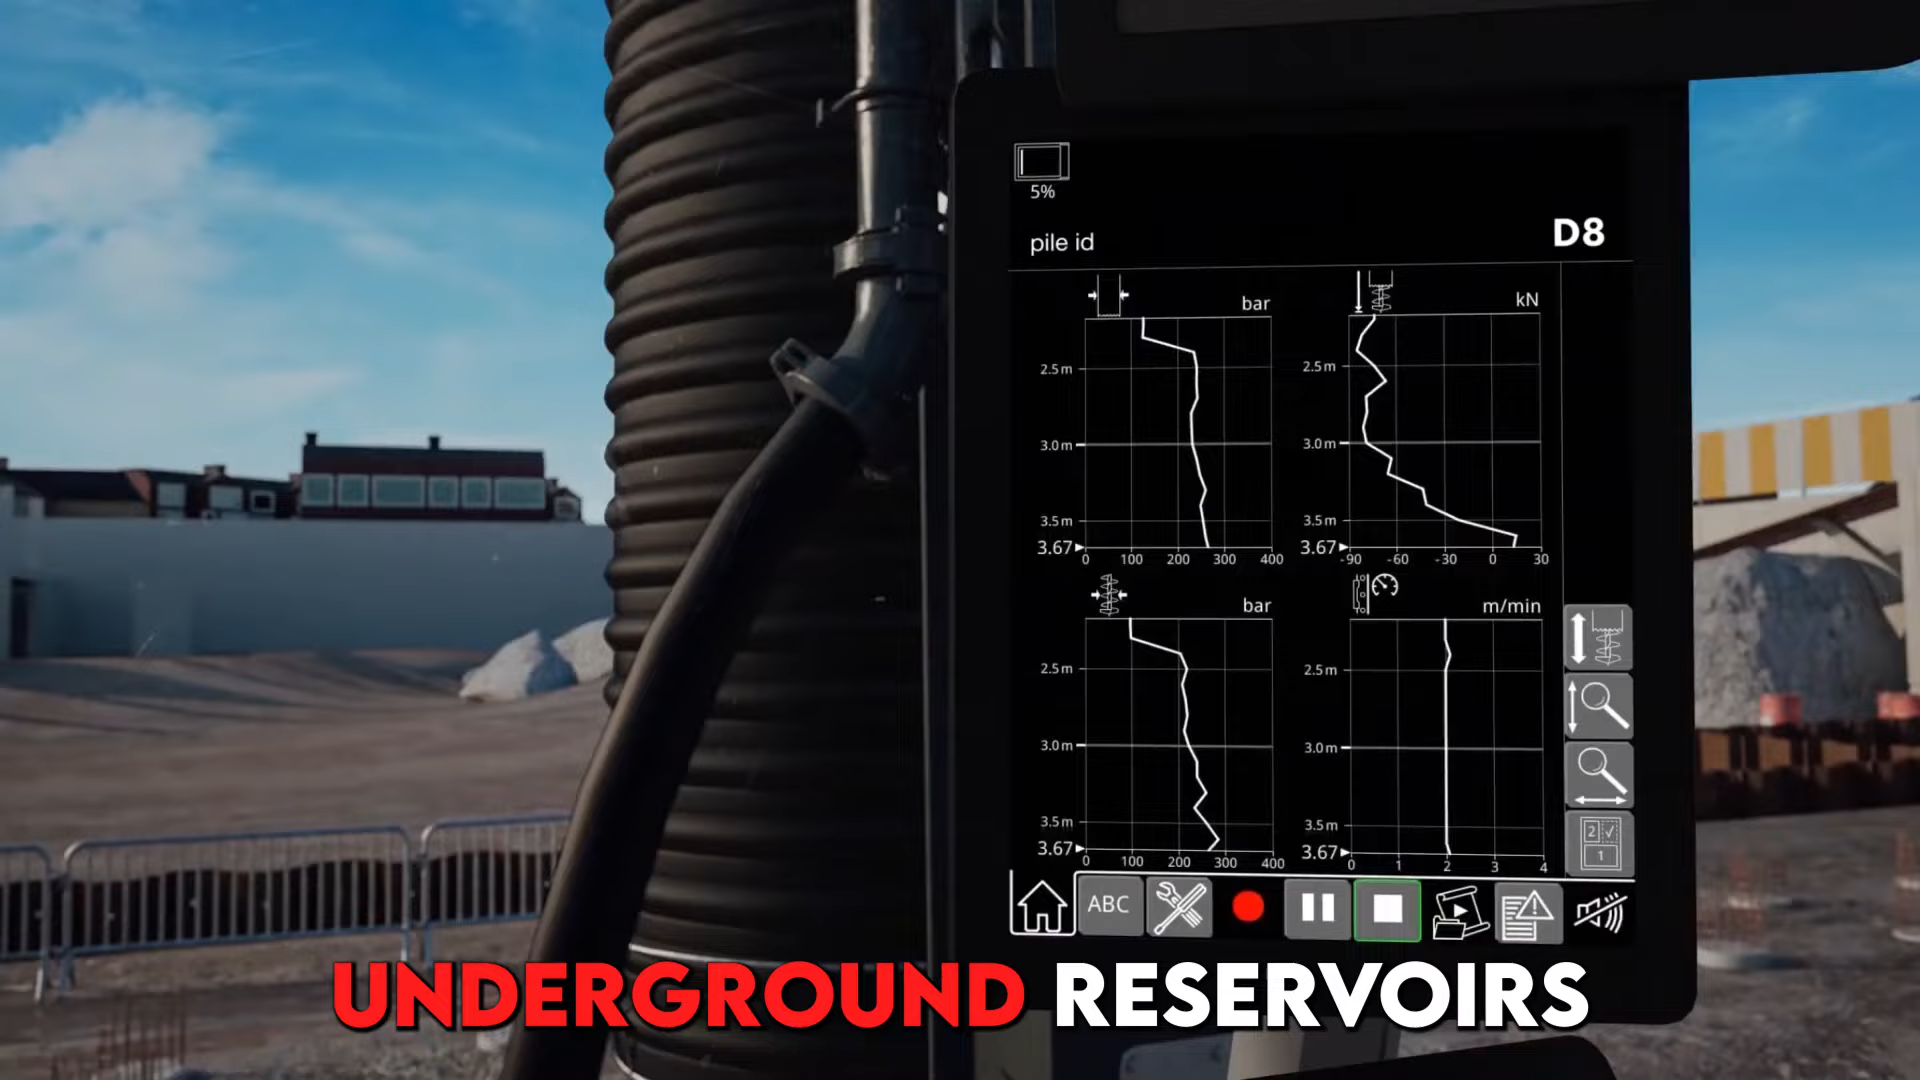 5%
pile id
D8
bar
kN
2.5m
2.5m
3.0m
3.0m
3.5m
3.5m
3.67
3.67
0 100 200 300 400
-90 -60 -30 0 30
bar
m/min
2.5m
2.5m
3.0m
3.0m
3.5m
3.5m
3.67
3.67
0 100 200 300 400
0 1 2 3 4
2
1
ABC
UNDERGROUND RESERVOIRS